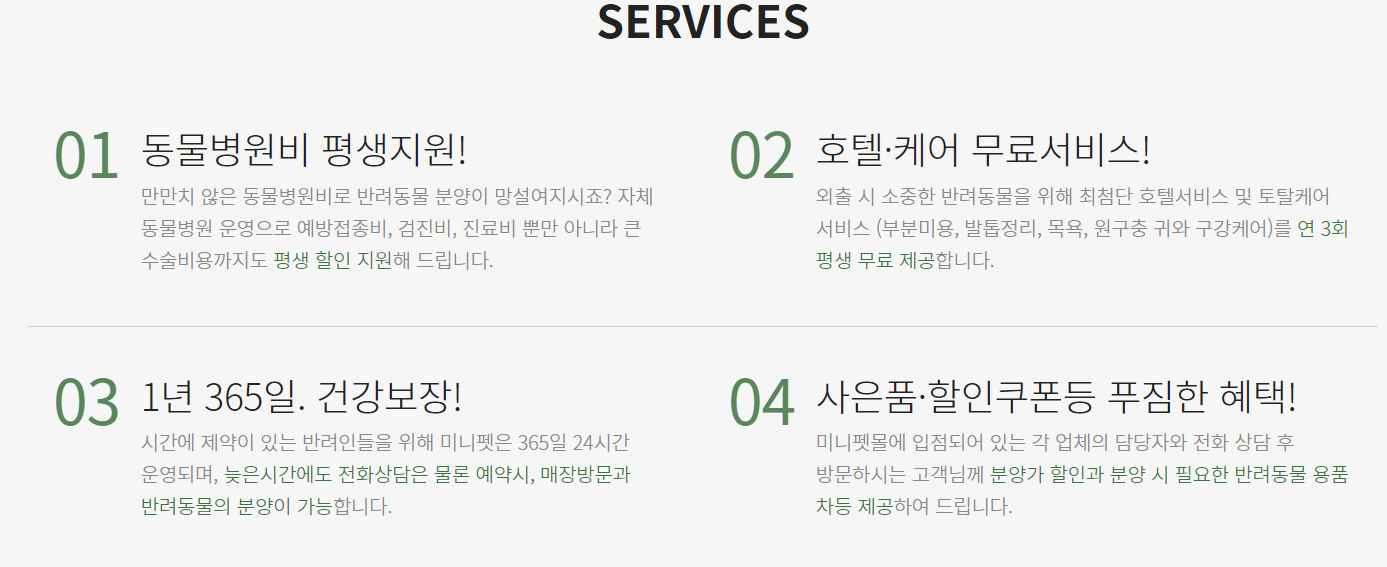 SERVICES
01 동물병원비 평생지원!
만만치 않은 동물병원비로 반려동물 분양이 망설여지시죠? 자체
동물병원 운영으로 예방접종비, 검진비, 진료비 뿐만 아니라 큰
수술비용까지도 평생 할인 지원해 드립니다.
02 호텔·케어 무료서비스!
외출 시 소중한 반려동물을 위해 최첨단 호텔서비스 및 토탈케어
서비스 (부분미용, 발톱정리, 목욕, 원구충 귀와 구강케어)를 연 3회
평생 무료 제공합니다.
03 1년 365일. 건강보장!
시간에 제약이 있는 반려인들을 위해 미니펫은 365일 24시간
운영되며, 늦은시간에도 전화상담은 물론 예약시, 매장방문과
반려동물의 분양이 가능합니다.
04 사은품·할인쿠폰등 푸짐한 혜택!
미니펫몰에 입점되어 있는 각 업체의 담당자와 전화 상담 후
방문하시는 고객님께 분양가 할인과 분양 시 필요한 반려동물 용품
차등 제공하여 드립니다.